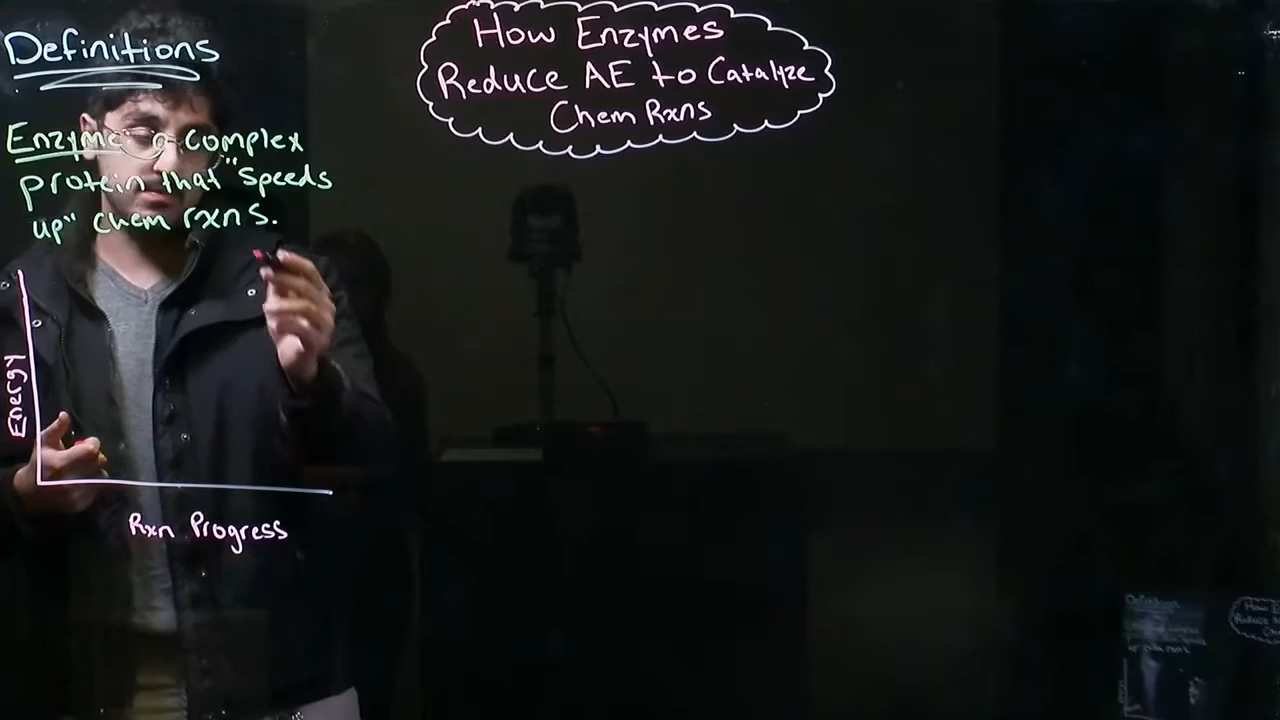 Definitions
How Enzymes
Reduce AE to Catalyze
Chem Rxns
Enzyme a complex
protein that "speeds
up" chem rxns.
Energy
Rxn Progress